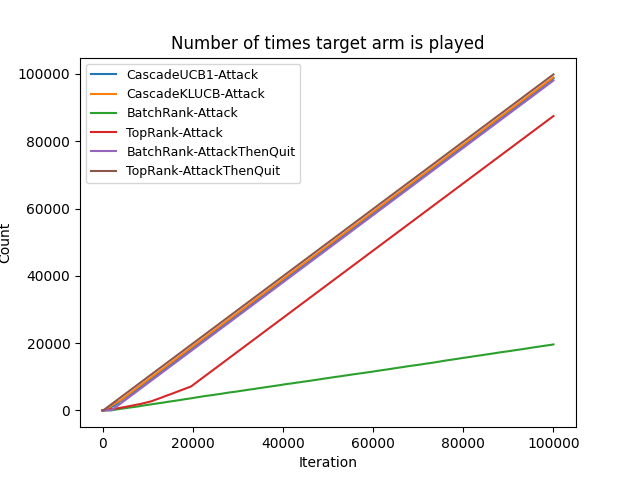 Number of times target arm is played
100000
80000
60000
40000
20000
0
Count
CascadeUCB1-Attack
CascadeKLUCB-Attack
BatchRank-Attack
TopRank-Attack
BatchRank-AttackThenQuit
TopRank-AttackThenQuit
0 20000 40000 60000 80000 100000
Iteration